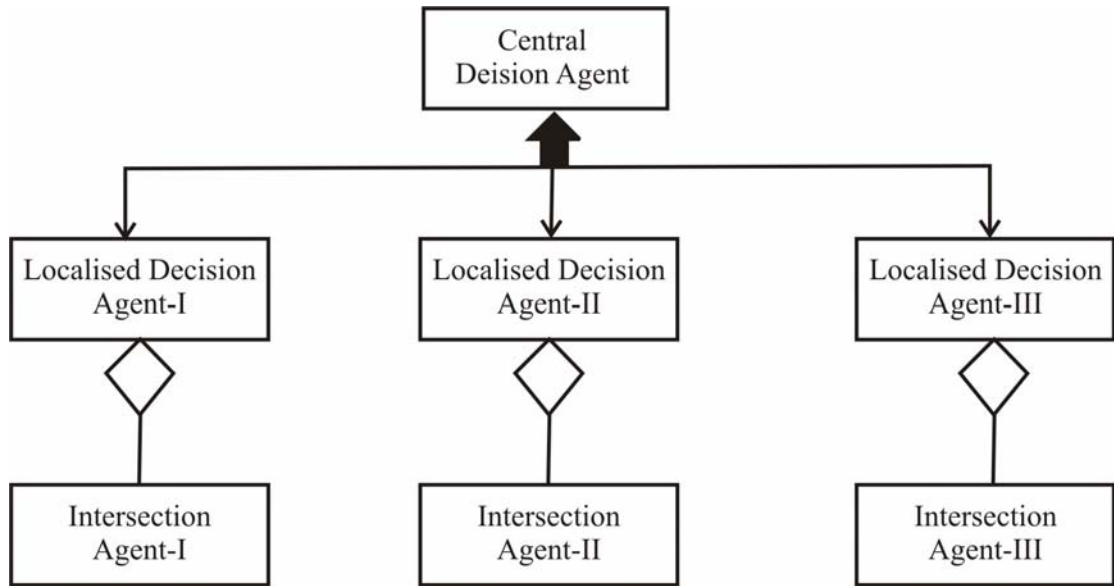 Central
Deision Agent
Localised Decision
Agent-I
Localised Decision
Agent-II
Localised Decision
Agent-III
Intersection
Agent-I
Intersection
Agent-II
Intersection
Agent-III